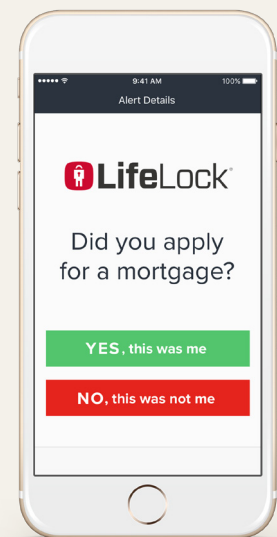 9:41 AM 100%
Alert Details
LifeLock
Did you apply
for a mortgage?
YES, this was me
NO, this was not me